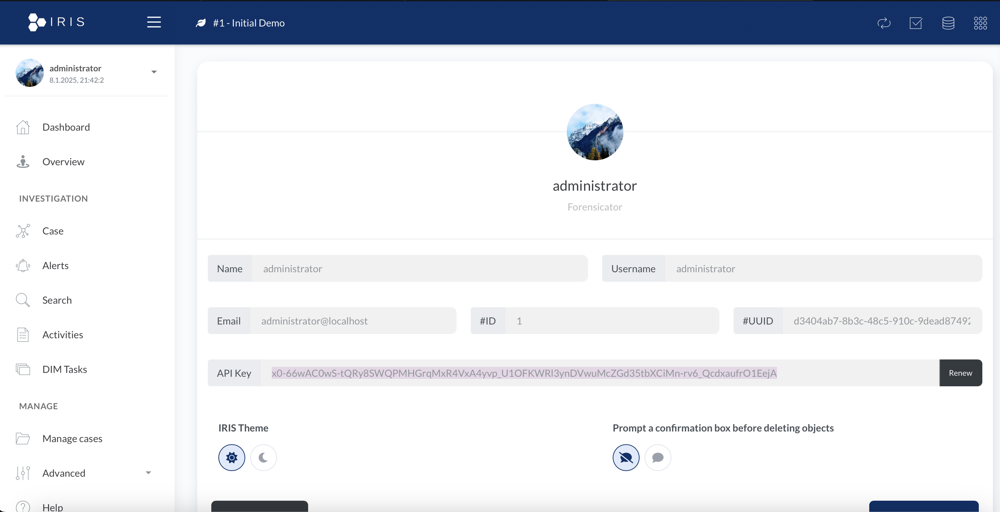 IRIS
#1 - Initial Demo
administrator
8.1.2025, 21:42:2
Dashboard
Overview
INVESTIGATION
Case
Alerts
Search
Activities
DIM Tasks
MANAGE
Manage cases
Advanced
Help
administrator
Forensicator
Name administrator
Username administrator
Email administrator@localhost
#ID 1
#UUID d3404ab7-8b3c-48c5-910c-9dead87492
API Key x0-66wAC0wS-tQRy8SWQPMHGrqMxR4VxA4yvp_U1OFKWRl3ynDVwuMcZGd35tbXCiMn-rv6_QcdxaufrO1EejA Renew
IRIS Theme
Prompt a confirmation box before deleting objects